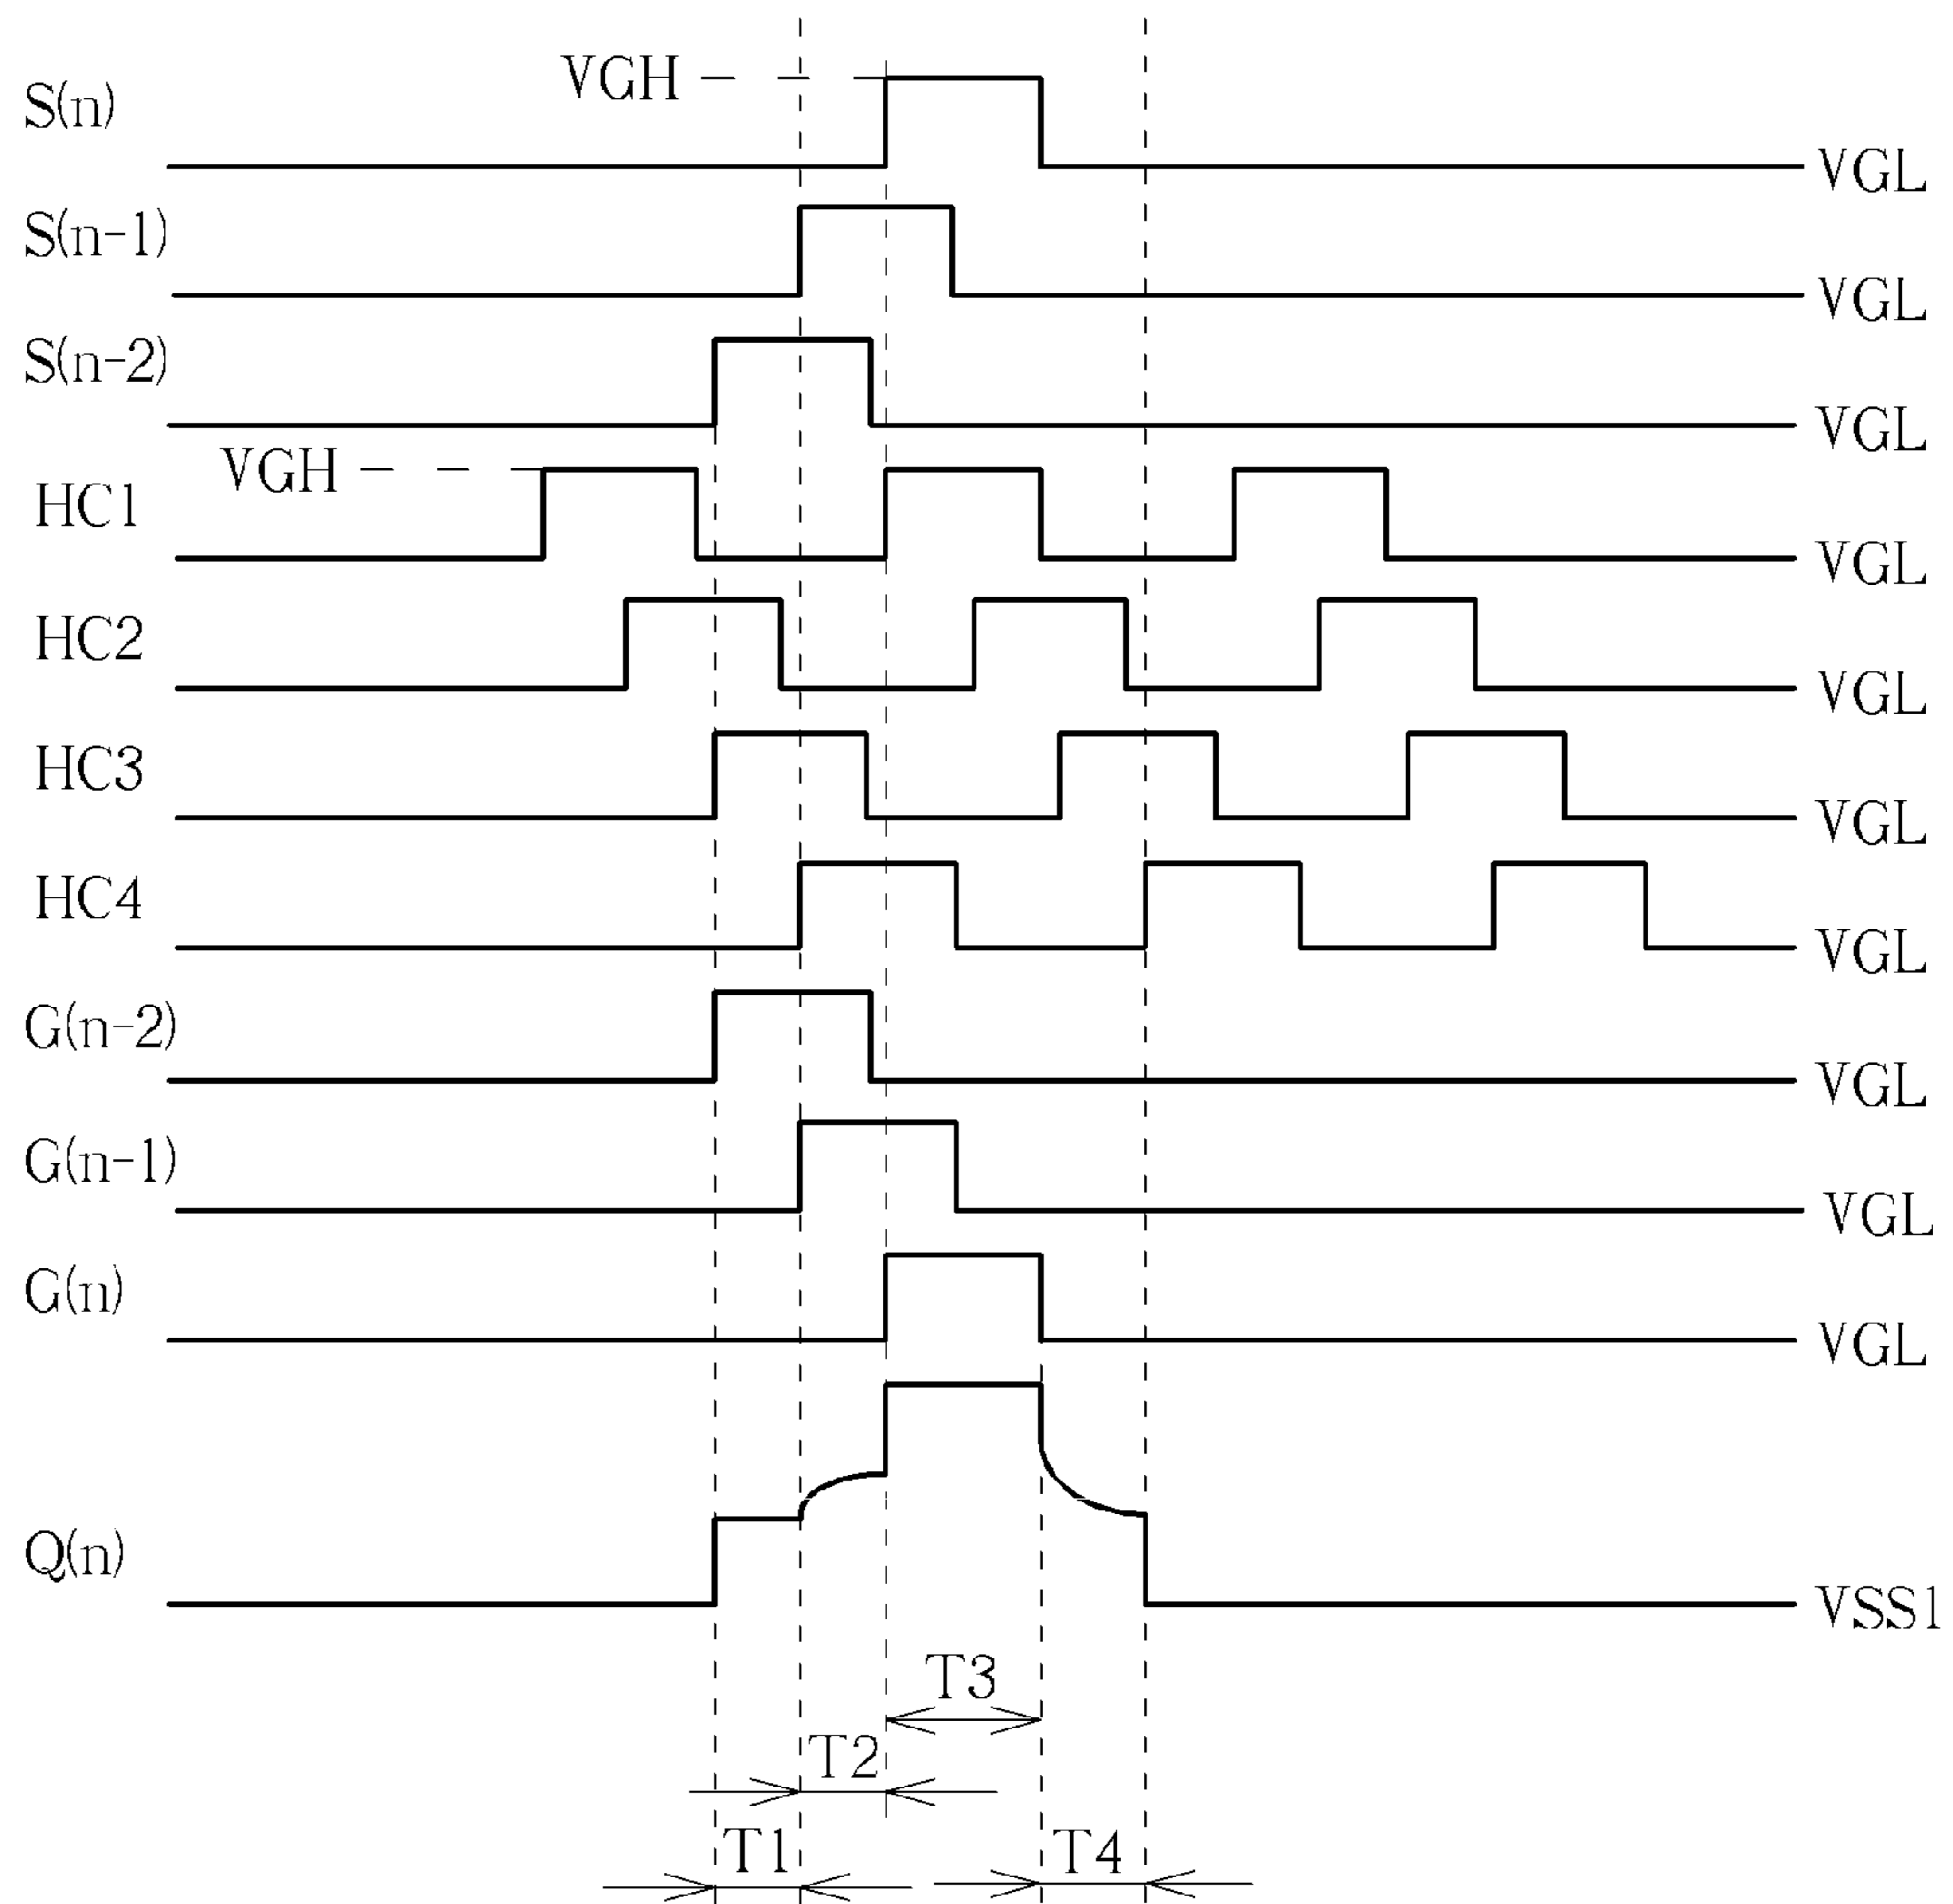 VGH
S(n)
VGL
S(n-1)
VGL
S(n-2)
VGL
VGH
HC1
VGL
HC2
VGL
HC3
VGL
HC4
VGL
G(n-2)
VGL
G(n-1)
VGL
G(n)
VGL
Q(n)
VSS1
T3
T2
T1
T4